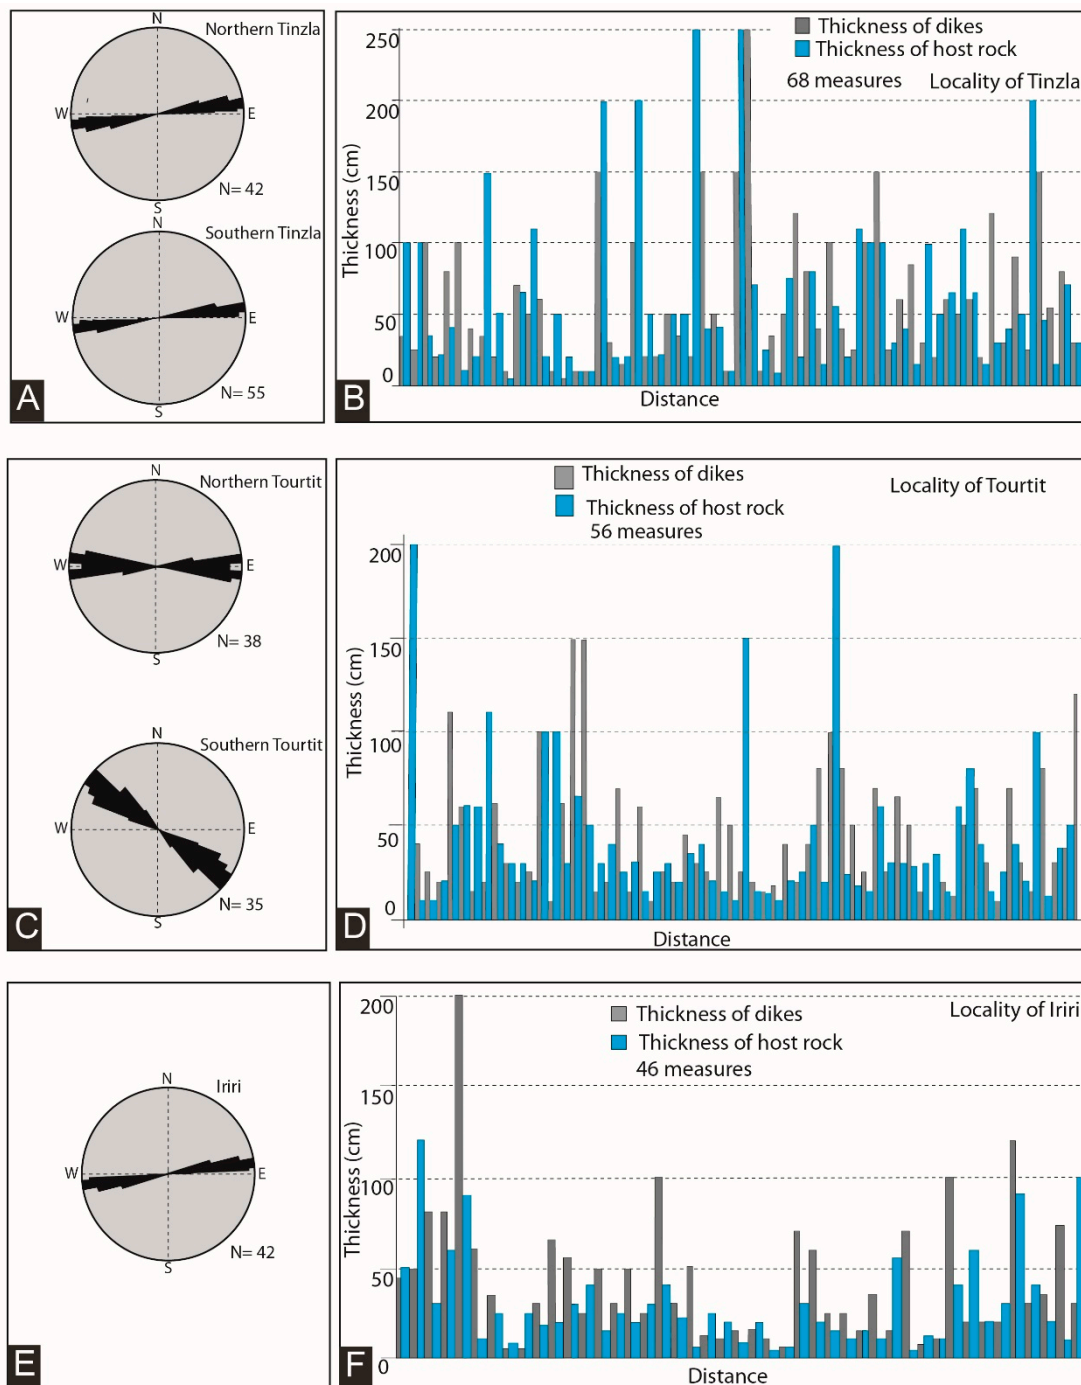 N
Northern Tinzla
W
E
S
N= 42
N
Southern Tinzla
W
E
S
N= 55
A
250
200
150
100
50
0
Thickness (cm)
Thickness of dikes
Thickness of host rock
68 measures
Locality of Tinzla
Distance
B
N
Northern Tourtit
W
E
S
N= 38
N
Southern Tourtit
W
E
S
N= 35
C
Thickness of dikes
Thickness of host rock
56 measures
Locality of Tourtit
200
150
100
50
0
Thickness (cm)
Distance
D
N
Iriri
W
E
S
N= 42
E
200
150
100
50
0
Thickness (cm)
Thickness of dikes
Thickness of host rock
46 measures
Locality of Iriri
Distance
F